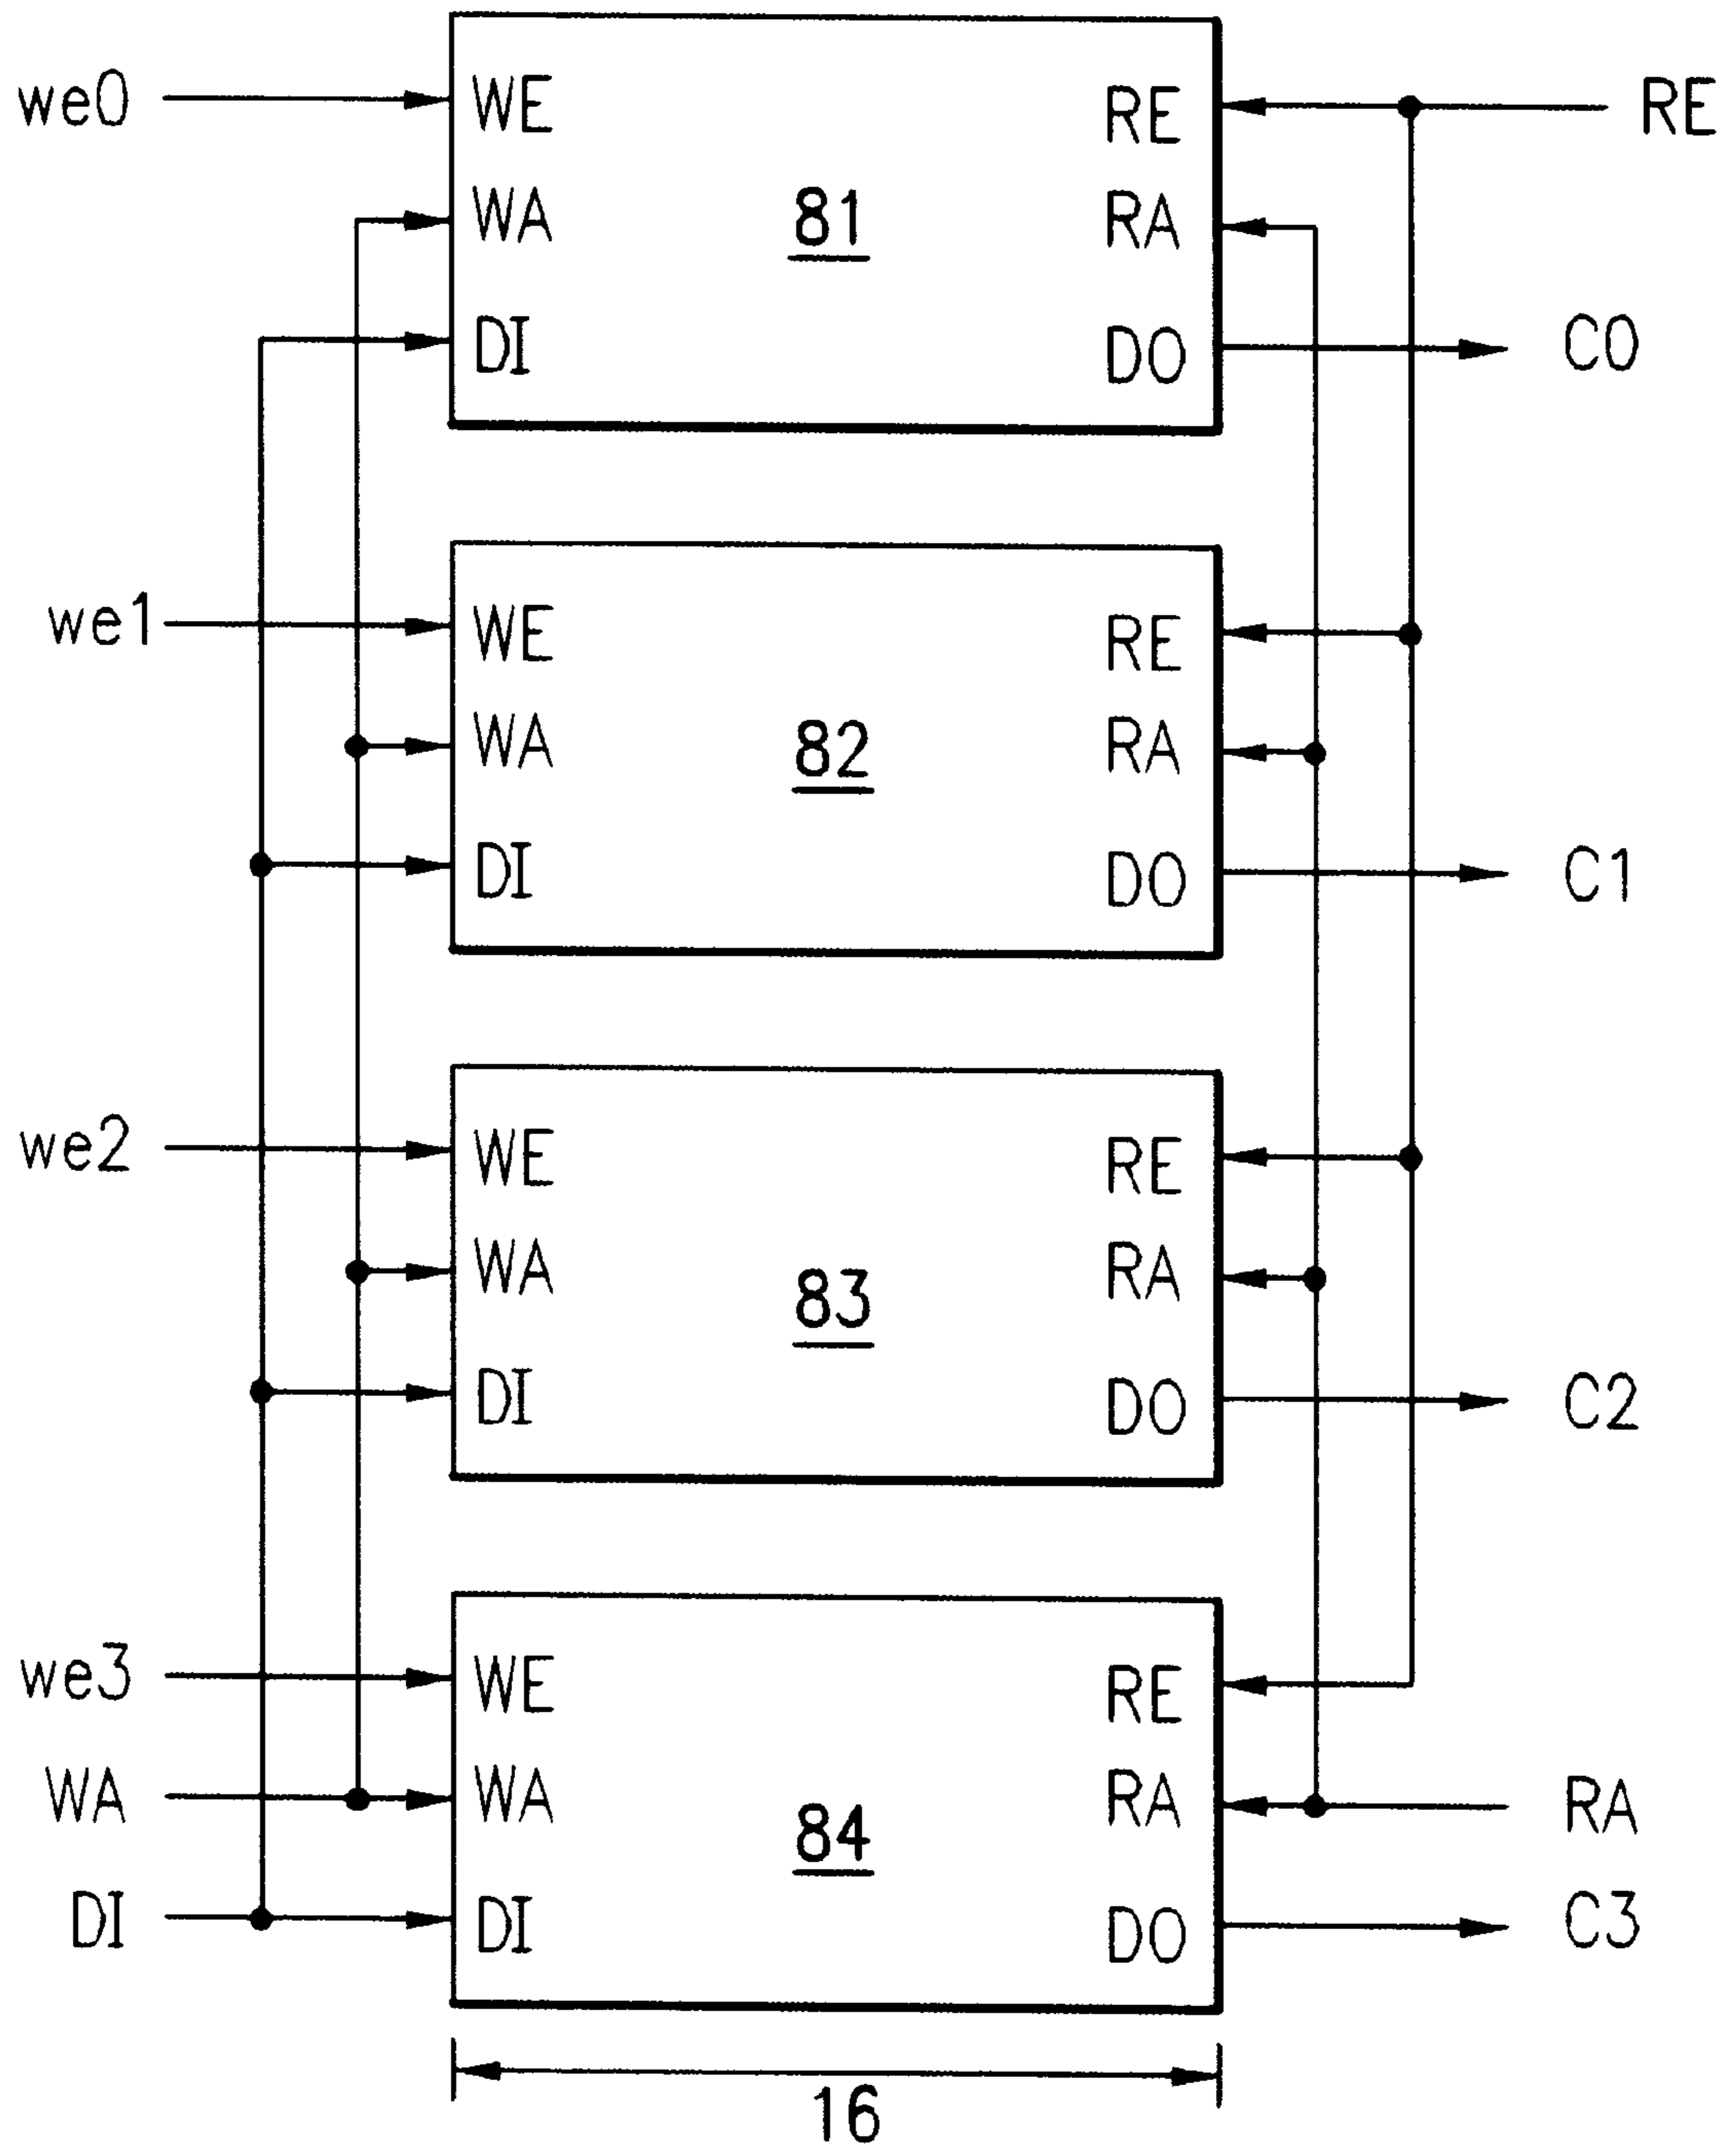 we0 WE RE RE
WA 81 RA
DI DO C0
we1 WE RE
WA 82 RA
DI DO C1
we2 WE RE
WA 83 RA
DI DO C2
we3 WE RE
WA WA 84 RA RA
DI DI DO C3
16